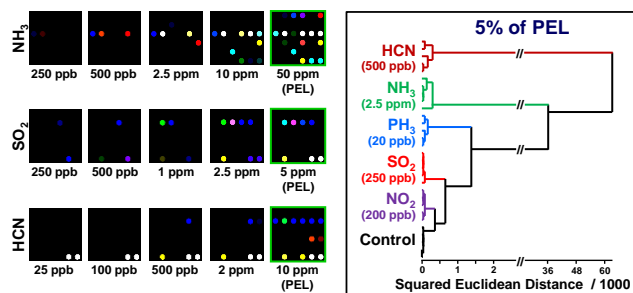 NH3
250 ppb 500 ppb 2.5 ppm 10 ppm 50 ppm
(PEL)
SO2
250 ppb 500 ppb 1 ppm 2.5 ppm 5 ppm
(PEL)
HCN
25 ppb 100 ppb 500 ppb 2 ppm 10 ppm
(PEL)
5% of PEL
HCN
(500 ppb)
NH3
(2.5 ppm)
PH3
(20 ppb)
SO2
(250 ppb)
NO2
(200 ppb)
Control
0 1 2 36 48 60
Squared Euclidean Distance / 1000